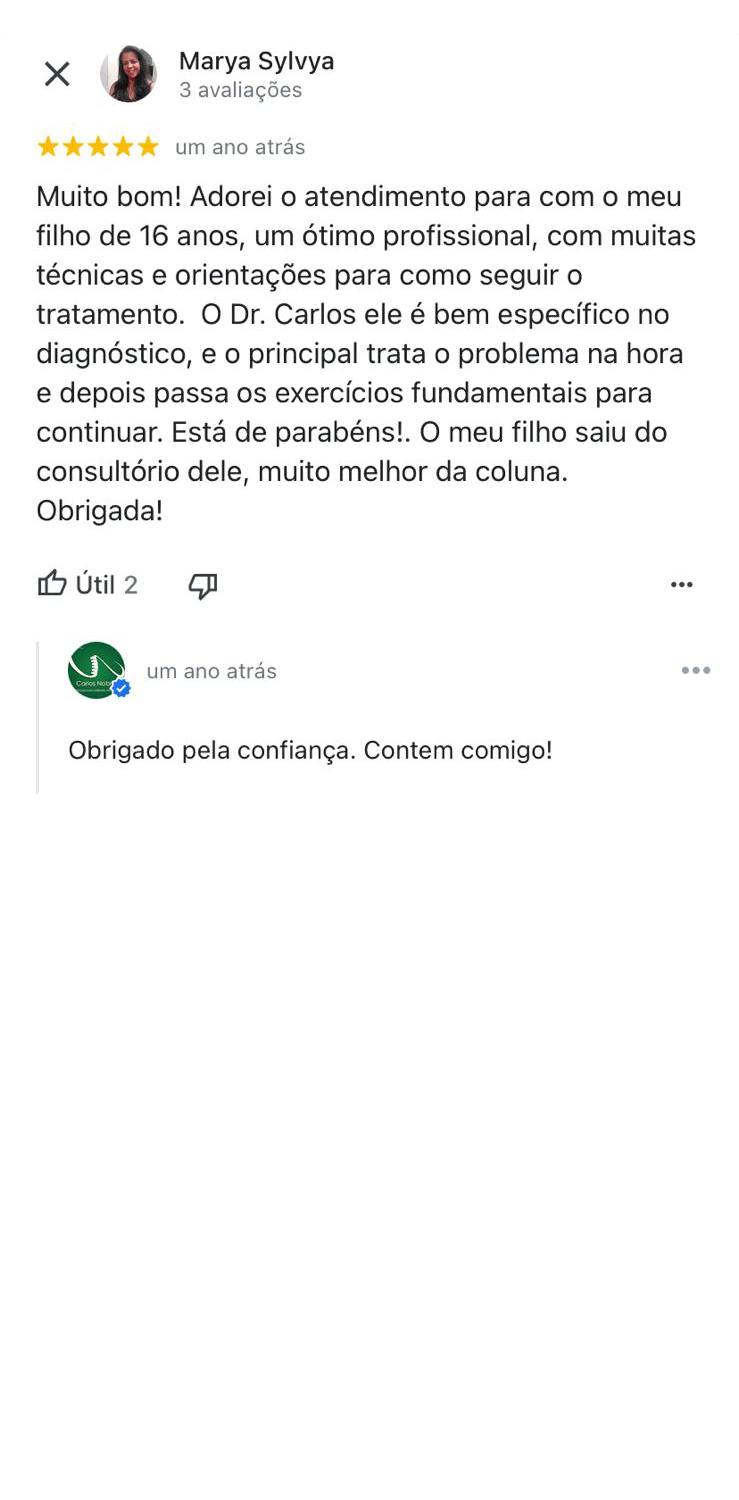 Marya Sylvya
3 avaliações
um ano atrás
Muito bom! Adorei o atendimento para com o meu
filho de 16 anos, um ótimo profissional, com muitas
técnicas e orientações para como seguir o
tratamento.  O Dr. Carlos ele é bem específico no
diagnóstico, e o principal trata o problema na hora
e depois passa os exercícios fundamentais para
continuar. Está de parabéns!. O meu filho saiu do
consultório dele, muito melhor da coluna.
Obrigada!
Útil 2
Carlos
um ano atrás
Obrigado pela confiança. Contem comigo!